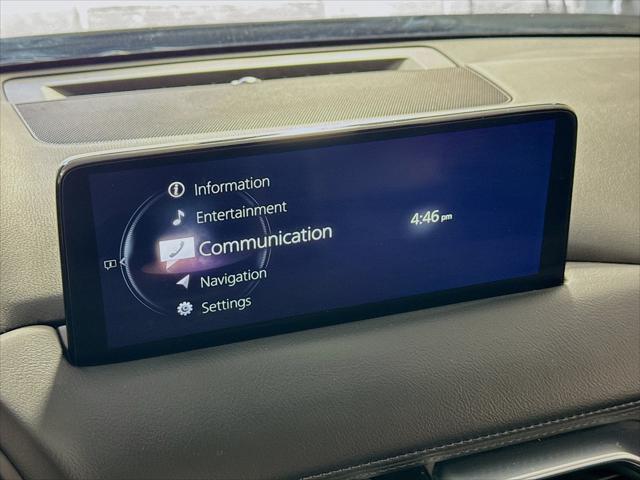 Information
Entertainment
Communication
4:46 pm
Navigation
Settings